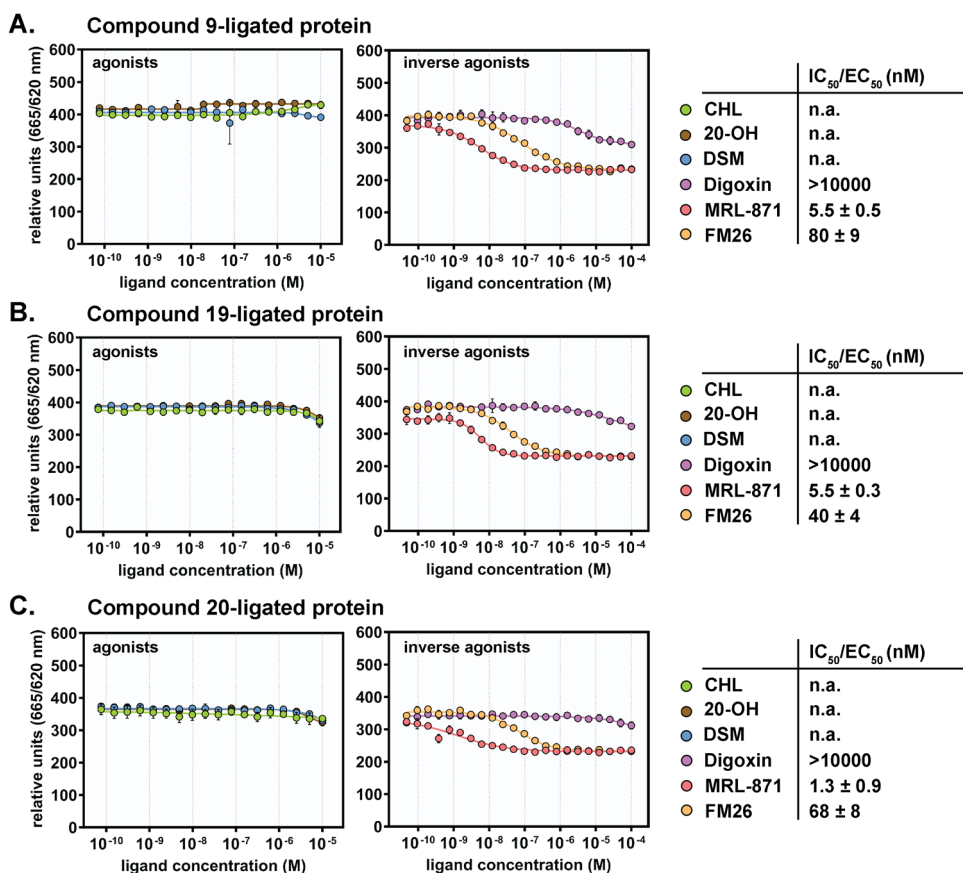 A. Compound 9-ligated protein
relative units (665/620 nm)
600
500
400
300
200
100
0
agonists
10⁻¹⁰ 10⁻⁹ 10⁻⁸ 10⁻⁷ 10⁻⁶ 10⁻⁵
ligand concentration (M)
600
500
400
300
200
100
0
inverse agonists
10⁻¹⁰ 10⁻⁹ 10⁻⁸ 10⁻⁷ 10⁻⁶ 10⁻⁵ 10⁻⁴
ligand concentration (M)
IC₅₀/EC₅₀ (nM)
CHL n.a.
20-OH n.a.
DSM n.a.
Digoxin >10000
MRL-871 5.5 ± 0.5
FM26 80 ± 9
B. Compound 19-ligated protein
relative units (665/620 nm)
600
500
400
300
200
100
0
agonists
10⁻¹⁰ 10⁻⁹ 10⁻⁸ 10⁻⁷ 10⁻⁶ 10⁻⁵
ligand concentration (M)
600
500
400
300
200
100
0
inverse agonists
10⁻¹⁰ 10⁻⁹ 10⁻⁸ 10⁻⁷ 10⁻⁶ 10⁻⁵ 10⁻⁴
ligand concentration (M)
IC₅₀/EC₅₀ (nM)
CHL n.a.
20-OH n.a.
DSM n.a.
Digoxin >10000
MRL-871 5.5 ± 0.3
FM26 40 ± 4
C. Compound 20-ligated protein
relative units (665/620 nm)
600
500
400
300
200
100
0
agonists
10⁻¹⁰ 10⁻⁹ 10⁻⁸ 10⁻⁷ 10⁻⁶ 10⁻⁵
ligand concentration (M)
600
500
400
300
200
100
0
inverse agonists
10⁻¹⁰ 10⁻⁹ 10⁻⁸ 10⁻⁷ 10⁻⁶ 10⁻⁵ 10⁻⁴
ligand concentration (M)
IC₅₀/EC₅₀ (nM)
CHL n.a.
20-OH n.a.
DSM n.a.
Digoxin >10000
MRL-871 1.3 ± 0.9
FM26 68 ± 8